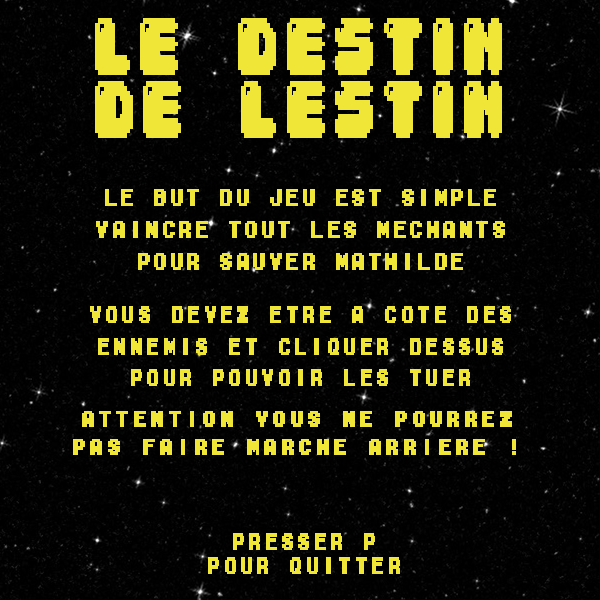 LE DESTIN
DE LESTIN
LE BUT DU JEU EST SIMPLE
VAINCRE TOUT LES MECHANTS
POUR SAUVER MATHILDE
VOUS DEVEZ ETRE A COTE DES
ENNEMIS ET CLIQUER DESSUS
POUR POUVOIR LES TUER
ATTENTION VOUS NE POURREZ
PAS FAIRE MARCHE ARRIERE !
PRESSER P
POUR QUITTER